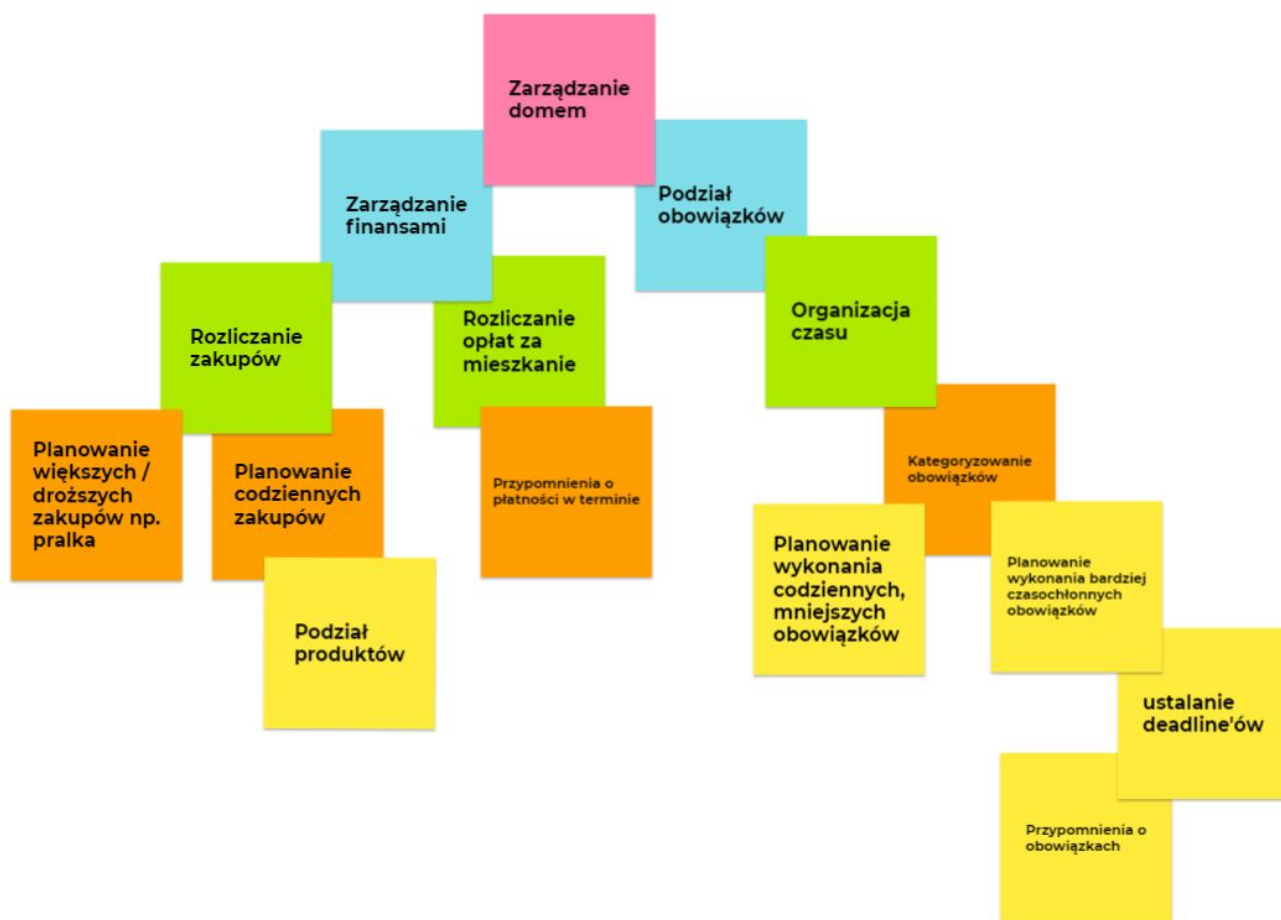 Zarządzanie
domem
Zarządzanie
finansami
Podział
obowiązków
Rozliczanie
zakupów
Rozliczanie
opłat za
mieszkanie
Organizacja
czasu
Planowanie
większych /
droższych
zakupów np.
pralka
Planowanie
codziennych
zakupów
Przypomnienia o
płatności w terminie
Kategoryzowanie
obowiązków
Podział
produktów
Planowanie
wykonania
codziennych,
mniejszych
obowiązków
Planowanie
wykonania bardziej
czasochłonnych
obowiązków
ustalanie
deadline'ów
Przypomnienia o
obowiązkach